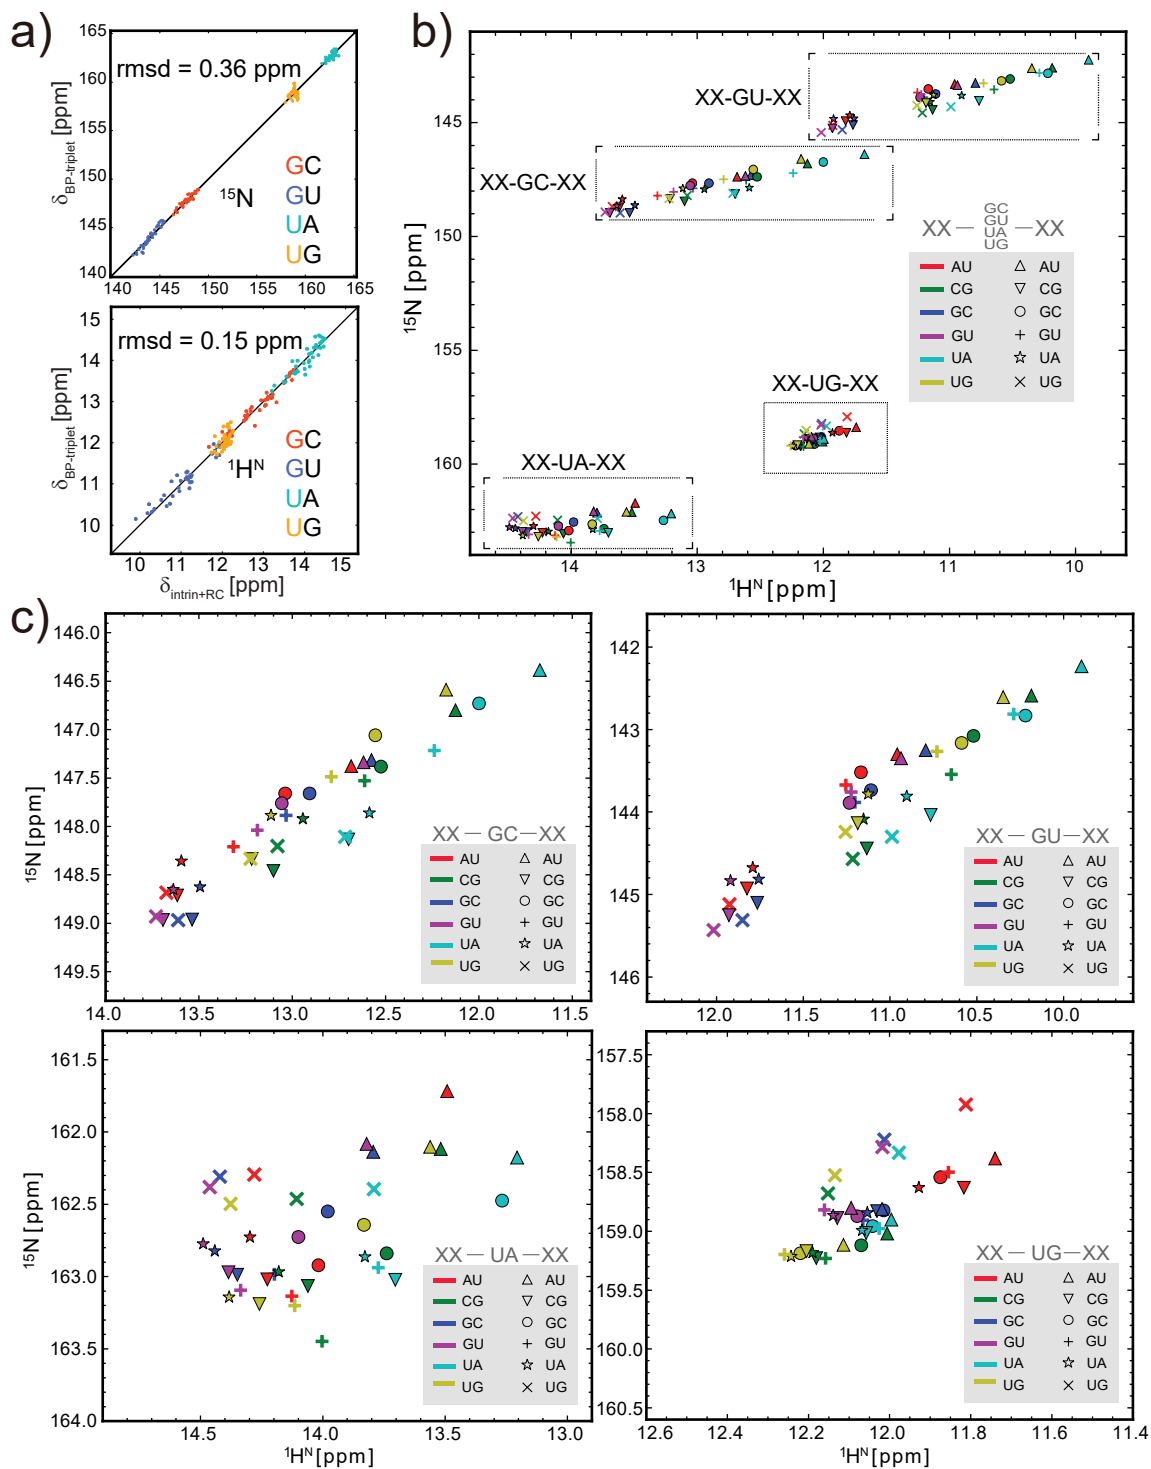 a)
165
160
155
150
145
140
δBP-triplet [ppm]
rmsd = 0.36 ppm
15N
GC
GU
UA
UG
140 145 150 155 160 165
15
14
13
12
11
10
δBP-triplet [ppm]
rmsd = 0.15 ppm
1HN
GC
GU
UA
UG
10 11 12 13 14 15
δintrin+RC [ppm]
b)
145
150
155
160
15N [ppm]
XX-GU-XX
XX-GC-XX
XX-UG-XX
XX-UA-XX
GC
GU
XX — UA — XX
UG
AU AU
CG CG
GC GC
GU GU
UA UA
UG UG
14 13 12 11 10
1HN [ppm]
c)
146.0
146.5
147.0
147.5
148.0
148.5
149.0
149.5
15N [ppm]
XX — GC — XX
AU AU
CG CG
GC GC
GU GU
UA UA
UG UG
14.0 13.5 13.0 12.5 12.0 11.5
142
143
144
145
146
XX — GU — XX
AU AU
CG CG
GC GC
GU GU
UA UA
UG UG
12.0 11.5 11.0 10.5 10.0
161.5
162.0
162.5
163.0
163.5
164.0
15N [ppm]
XX — UA — XX
AU AU
CG CG
GC GC
GU GU
UA UA
UG UG
14.5 14.0 13.5 13.0
1HN [ppm]
157.5
158.0
158.5
159.0
159.5
160.0
160.5
XX — UG — XX
AU AU
CG CG
GC GC
GU GU
UA UA
UG UG
12.6 12.4 12.2 12.0 11.8 11.6 11.4
1HN [ppm]